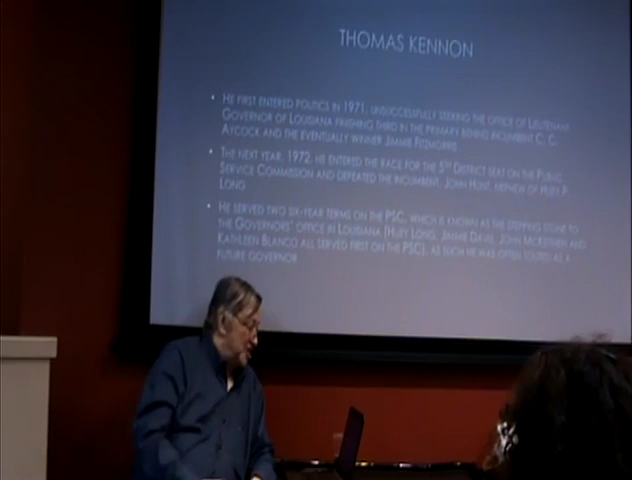 THOMAS KENNON
• HE FIRST ENTERED POLITICS IN 1971, UNSUCCESSFULLY SEEKING THE OFFICE OF LIEUTENANT
GOVERNOR OF LOUISIANA FINISHING THIRD IN THE PRIMARY BEHIND INCUMBENT C. C.
AYCOCK AND THE EVENTUALLY WINNER JIMMIE FITZMORRIS
• THE NEXT YEAR, 1972, HE ENTERED THE RACE FOR THE 5TH DISTRICT SEAT ON THE PUBLIC
SERVICE COMMISSION AND DEFEATED THE INCUMBENT, JOHN HUNT, NEPHEW OF HUEY P.
LONG
• HE SERVED TWO SIX-YEAR TERMS ON THE PSC, WHICH IS KNOWN AS THE STEPPING STONE TO
THE GOVERNORS' OFFICE IN LOUISIANA (HUEY LONG, JIMMIE DAVIS, JOHN MCKEITHEN AND
KATHLEEN BLANCO ALL SERVED FIRST ON THE PSC), AS SUCH HE WAS OFTEN TOUTED AS A
FUTURE GOVERNOR